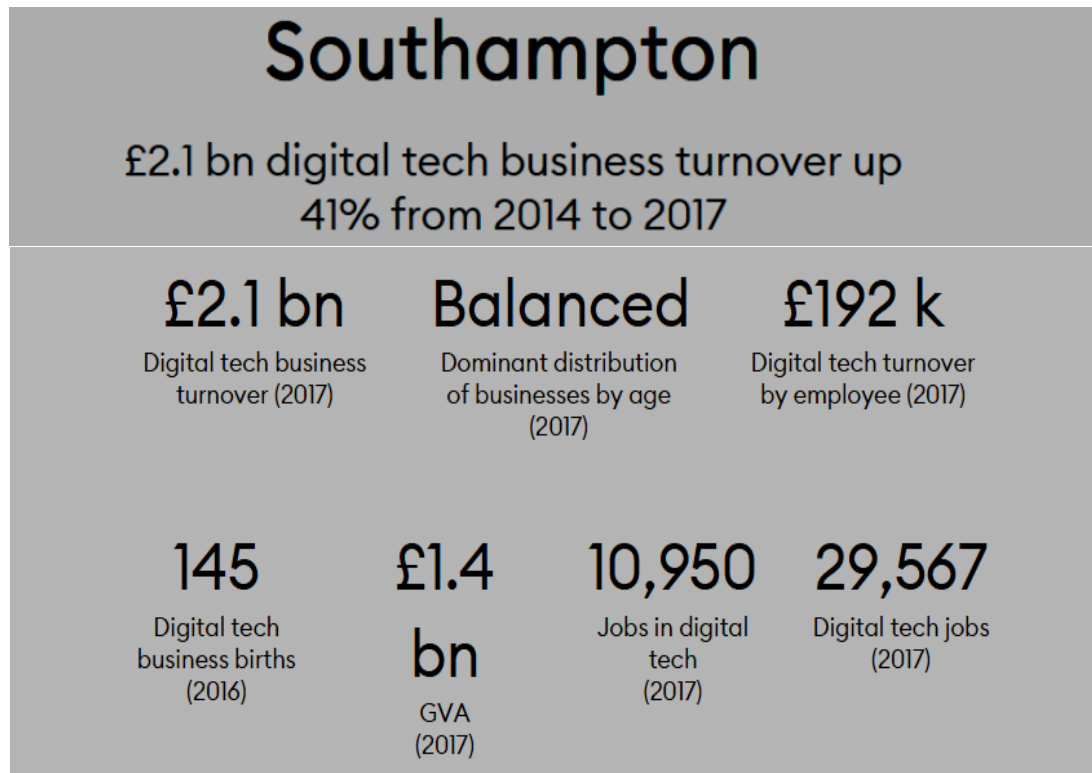 Southampton
£2.1 bn digital tech business turnover up
41% from 2014 to 2017
£2.1 bn
Digital tech business
turnover (2017)
Balanced
Dominant distribution
of businesses by age
(2017)
£192 k
Digital tech turnover
by employee (2017)
145
Digital tech
business births
(2016)
£1.4
bn
GVA
(2017)
10,950
Jobs in digital
tech
(2017)
29,567
Digital tech jobs
(2017)